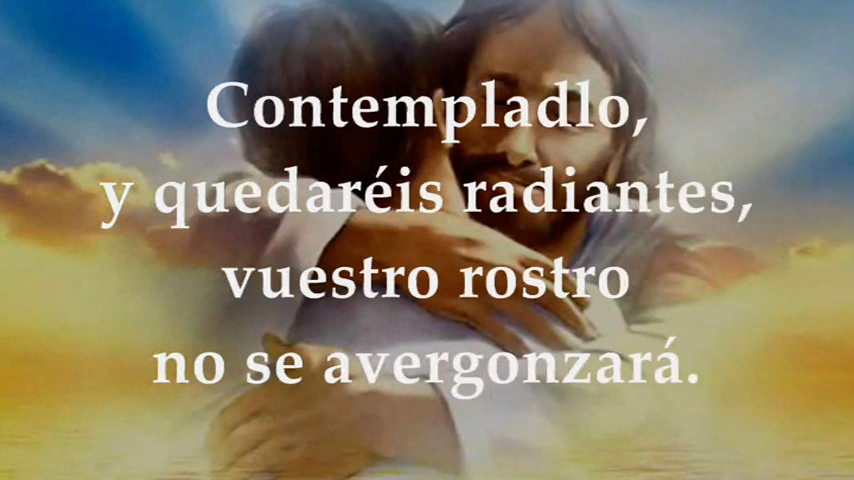 Contempladlo,
y quedaréis radiantes,
vuestro rostro
no se avergonzará.